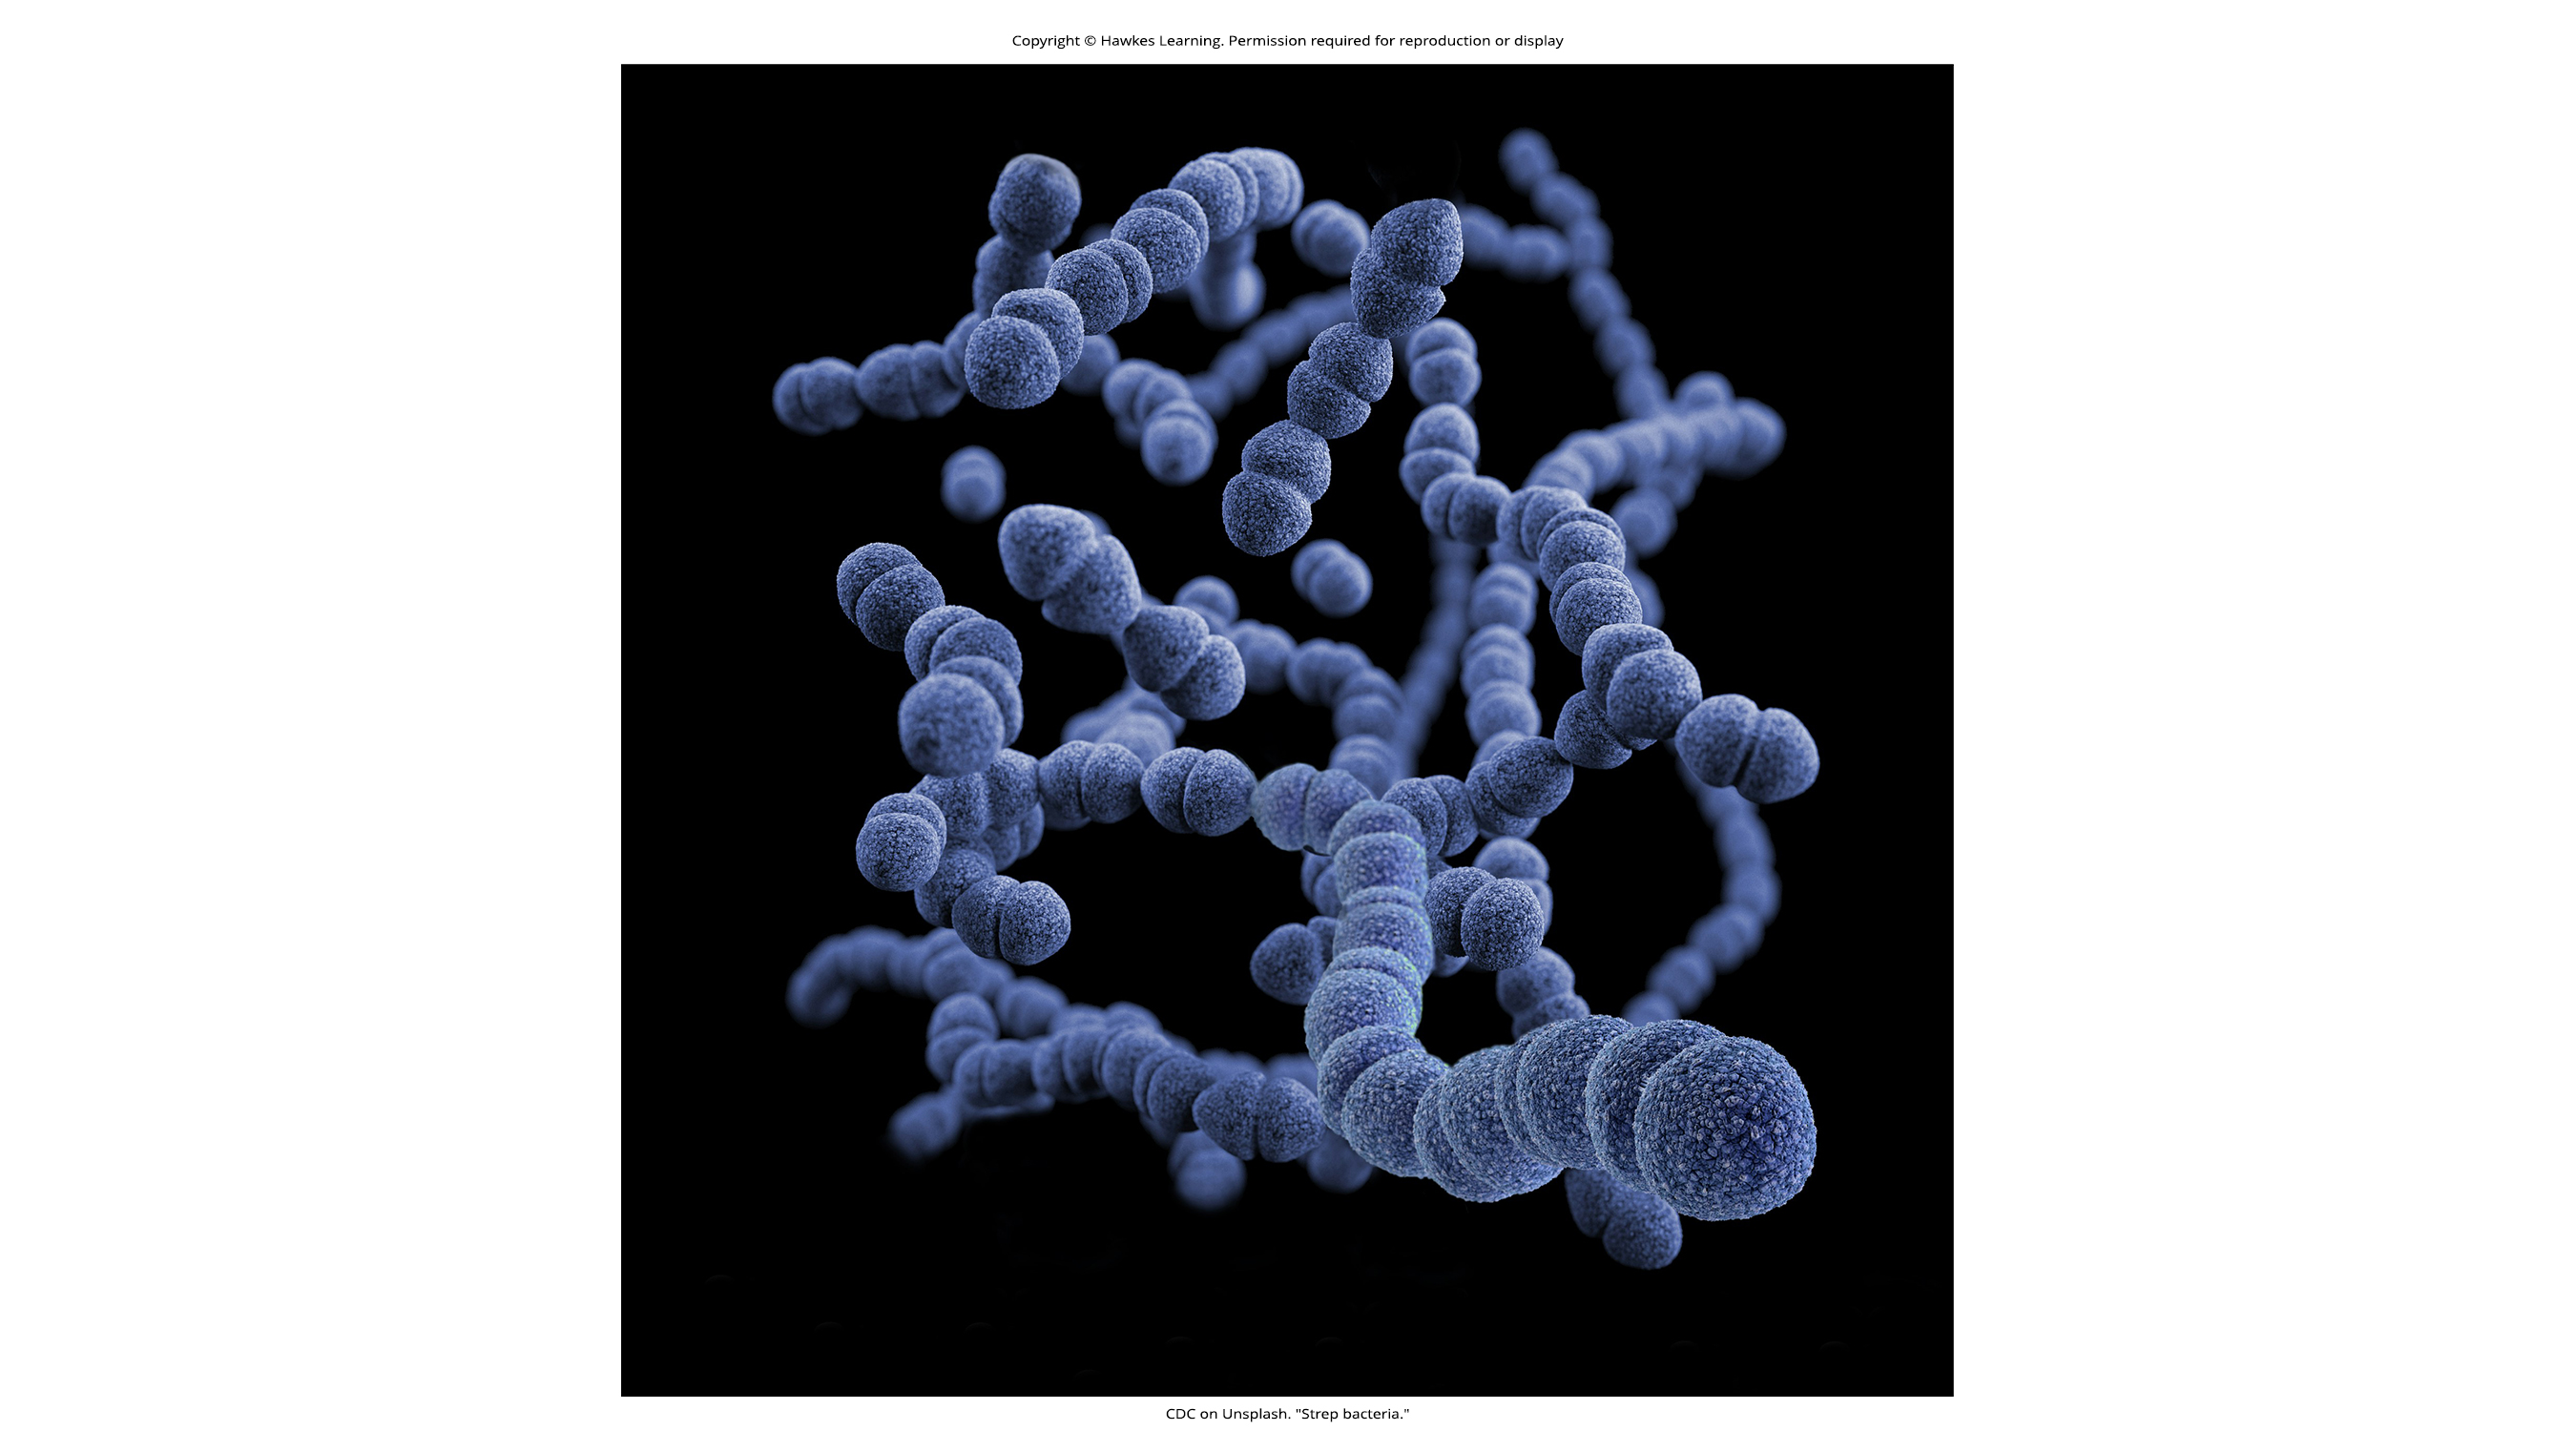 Copyright © Hawkes Learning. Permission required for reproduction or display
CDC on Unsplash. "Strep bacteria."